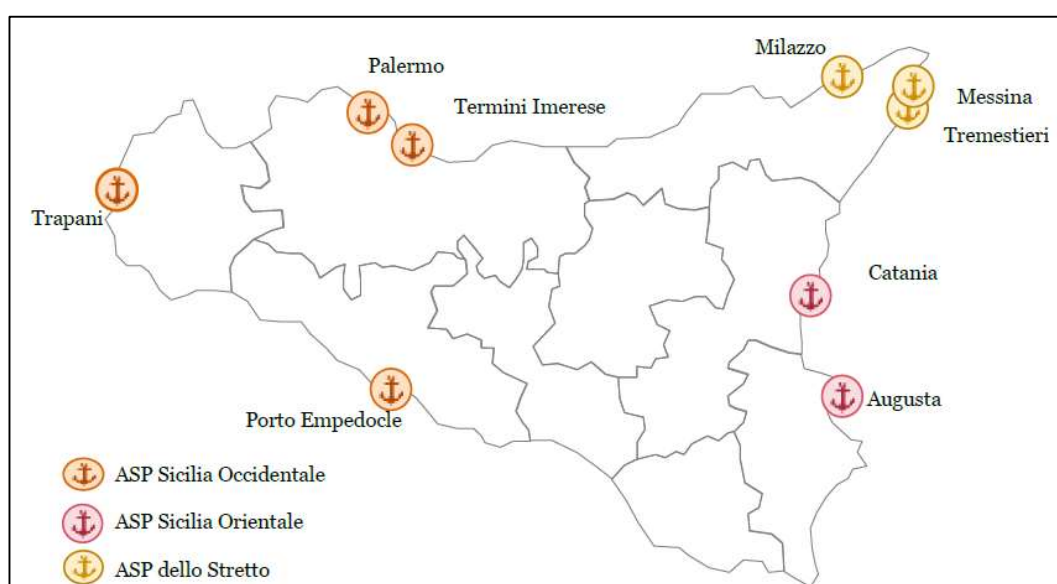 Milazzo
Palermo
Messina
Termini Imerese
Tremestieri
Trapani
Catania
Augusta
Porto Empedocle
ASP Sicilia Occidentale
ASP Sicilia Orientale
ASP dello Stretto